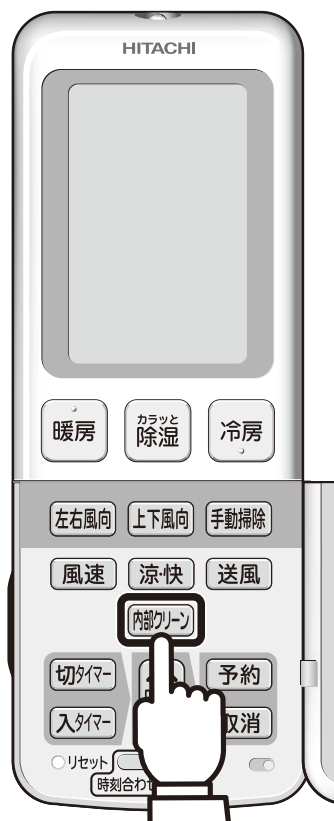 HITACHI
暖房
カラッと
除湿
冷房
左右風向
上下風向
手動掃除
風速
涼・快
送風
内部クリーン
切タイマー
予約
入タイマー
取消
リセット
時刻合わせ